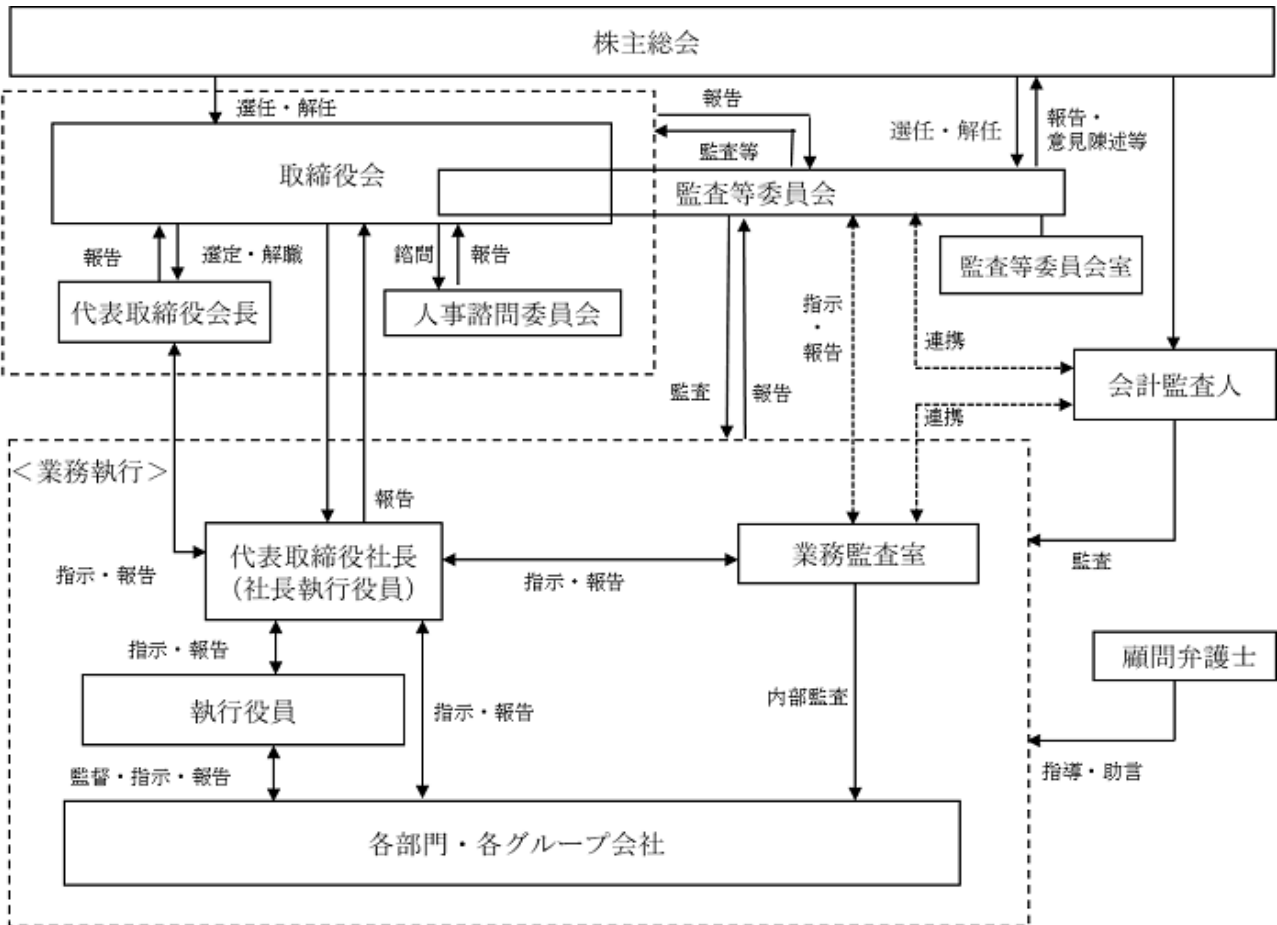 株主総会
選任・解任
報告
監査等
選任・解任
報告・
意見陳述等
取締役会
監査等委員会
報告
選定・解職
諮問
報告
監査等委員会室
代表取締役会長
人事諮問委員会
指示
・
報告
連携
会計監査人
監査
報告
連携
＜業務執行＞
報告
代表取締役社長
（社長執行役員）
業務監査室
指示・報告
指示・報告
監査
指示・報告
顧問弁護士
執行役員
指示・報告
内部監査
監督・指示・報告
指導・助言
各部門・各グループ会社